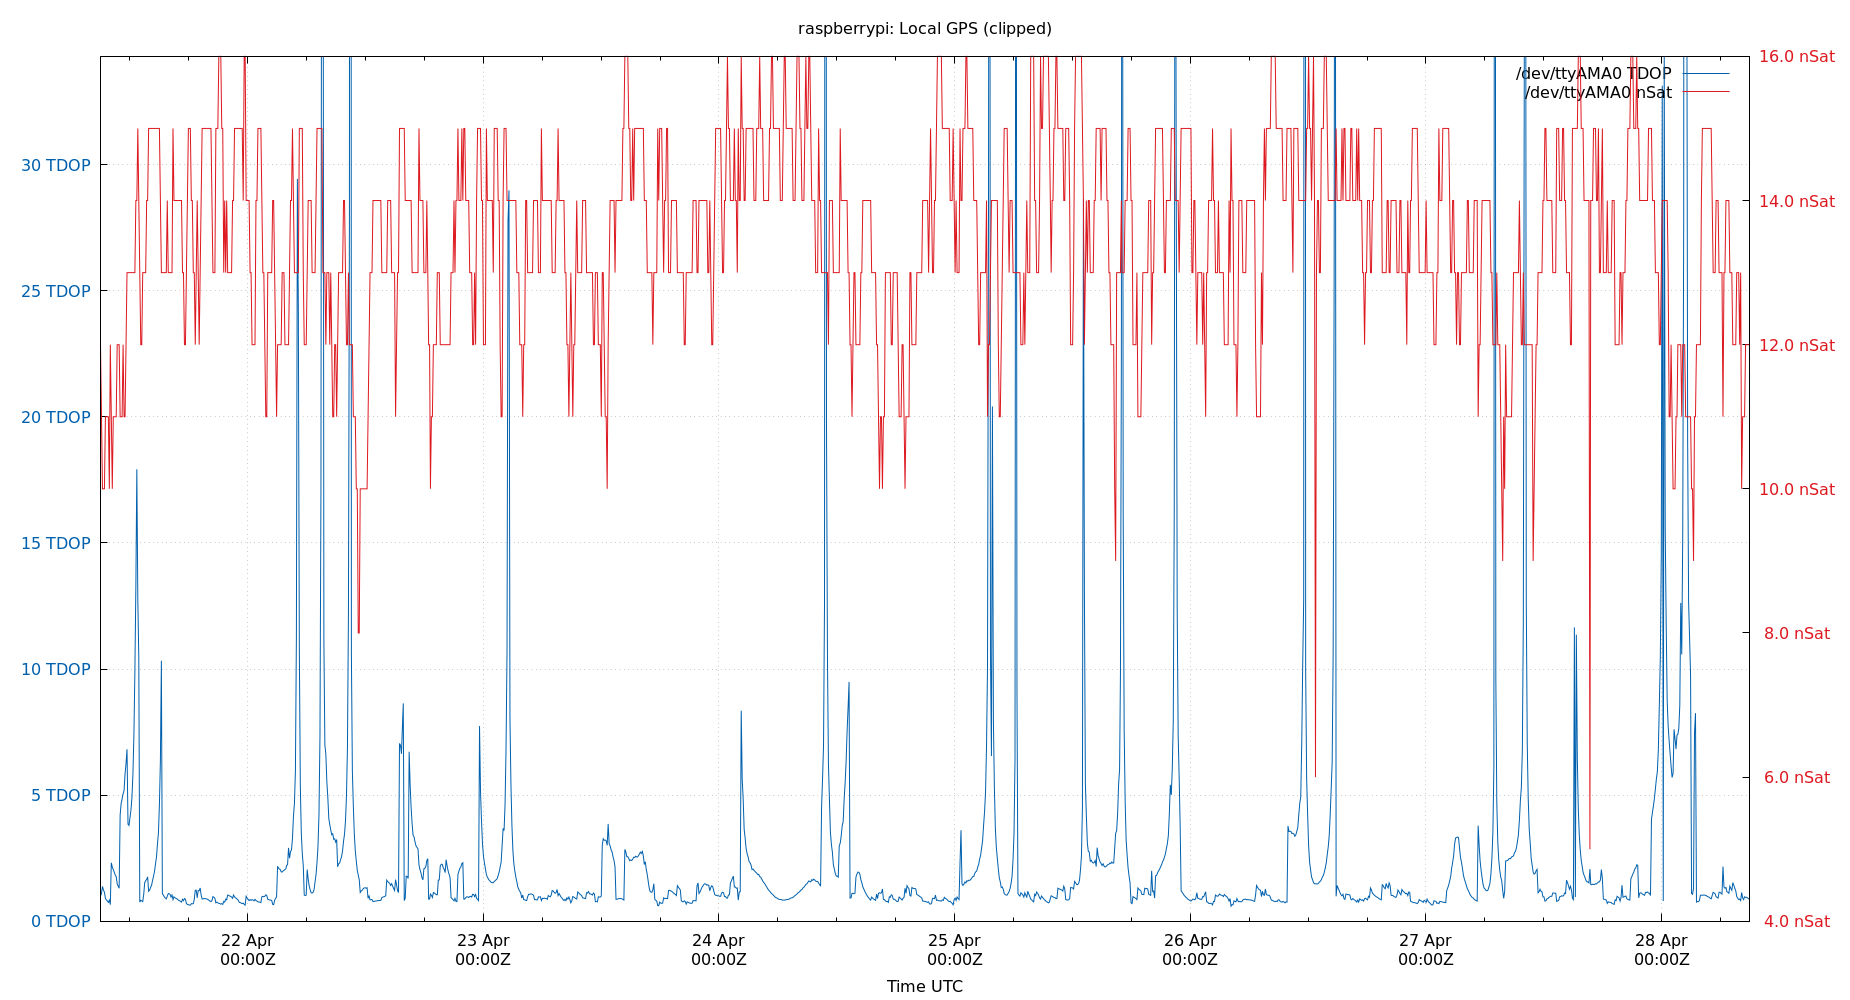 raspberrypi: Local GPS (clipped)
/dev/ttyAMA0 TDOP
/dev/ttyAMA0 nSat
30 TDOP
25 TDOP
20 TDOP
15 TDOP
10 TDOP
5 TDOP
0 TDOP
16.0 nSat
14.0 nSat
12.0 nSat
10.0 nSat
8.0 nSat
6.0 nSat
4.0 nSat
22 Apr 23 Apr 24 Apr 25 Apr 26 Apr 27 Apr 28 Apr
00:00Z 00:00Z 00:00Z 00:00Z 00:00Z 00:00Z 00:00Z
Time UTC